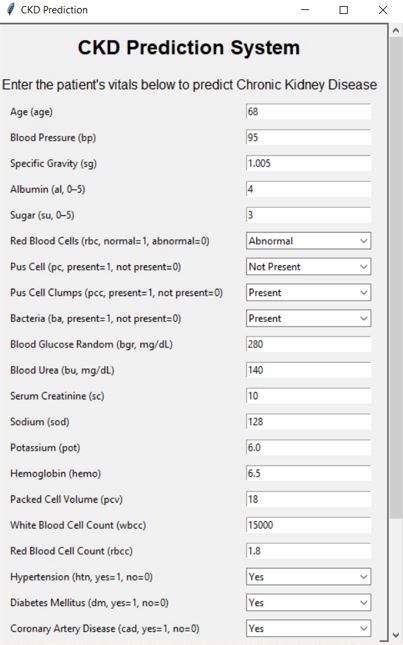 CKD Prediction
CKD Prediction System
Enter the patient's vitals below to predict Chronic Kidney Disease
Age (age) 68
Blood Pressure (bp) 95
Specific Gravity (sg) 1.005
Albumin (al, 0–5) 4
Sugar (su, 0–5) 3
Red Blood Cells (rbc, normal=1, abnormal=0) Abnormal
Pus Cell (pc, present=1, not present=0) Not Present
Pus Cell Clumps (pcc, present=1, not present=0) Present
Bacteria (ba, present=1, not present=0) Present
Blood Glucose Random (bgr, mg/dL) 280
Blood Urea (bu, mg/dL) 140
Serum Creatinine (sc) 10
Sodium (sod) 128
Potassium (pot) 6.0
Hemoglobin (hemo) 6.5
Packed Cell Volume (pcv) 18
White Blood Cell Count (wbcc) 15000
Red Blood Cell Count (rbcc) 1.8
Hypertension (htn, yes=1, no=0) Yes
Diabetes Mellitus (dm, yes=1, no=0) Yes
Coronary Artery Disease (cad, yes=1, no=0) Yes